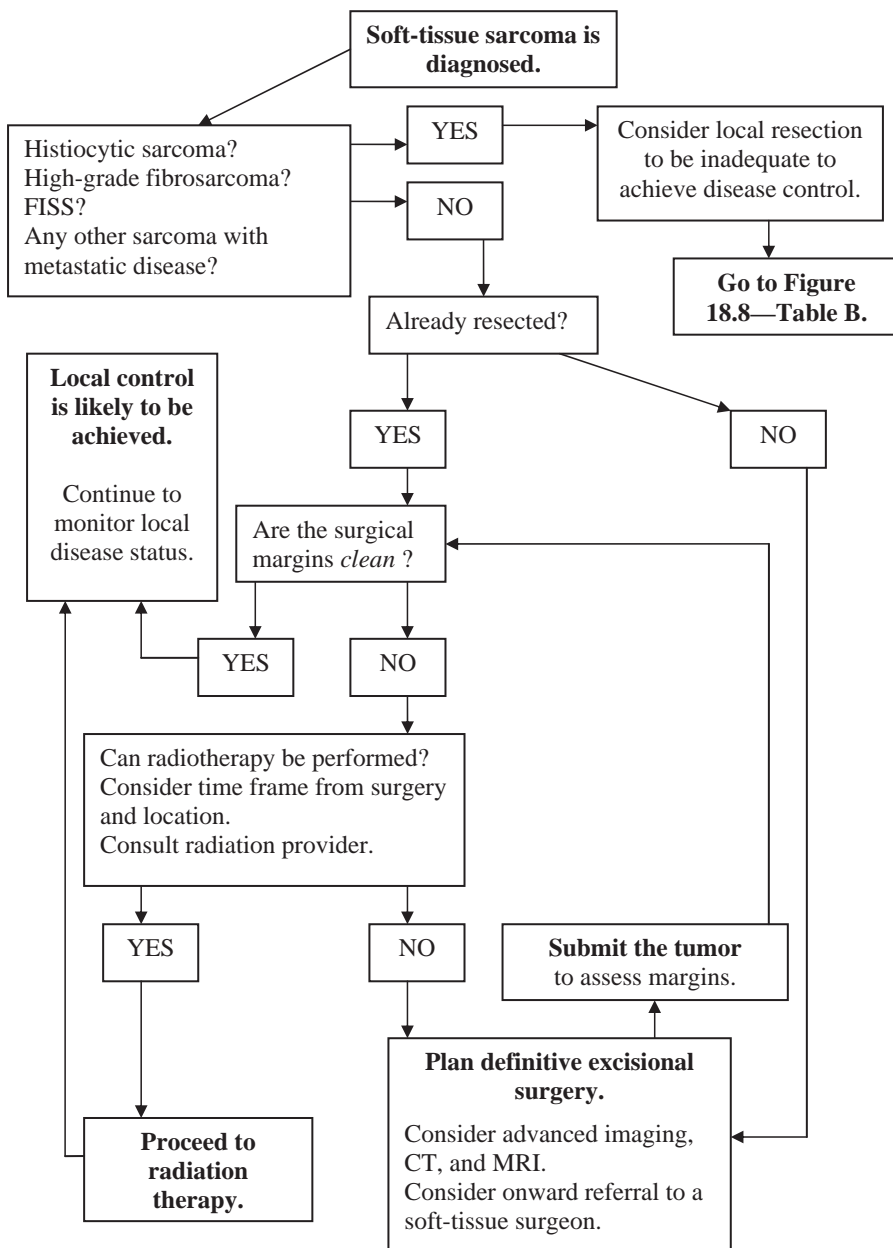 Soft-tissue sarcoma is
diagnosed.
Histiocytic sarcoma?
High-grade fibrosarcoma?
FISS?
Any other sarcoma with
metastatic disease?
YES
Consider local resection
to be inadequate to
achieve disease control.
NO
Go to Figure
18.8—Table B.
Already resected?
Local control
is likely to be
achieved.
Continue to
monitor local
disease status.
YES
NO
Are the surgical
margins clean ?
YES
NO
Can radiotherapy be performed?
Consider time frame from surgery
and location.
Consult radiation provider.
YES
NO
Submit the tumor
to assess margins.
Plan definitive excisional
surgery.
Consider advanced imaging,
CT, and MRI.
Consider onward referral to a
soft-tissue surgeon.
Proceed to
radiation
therapy.